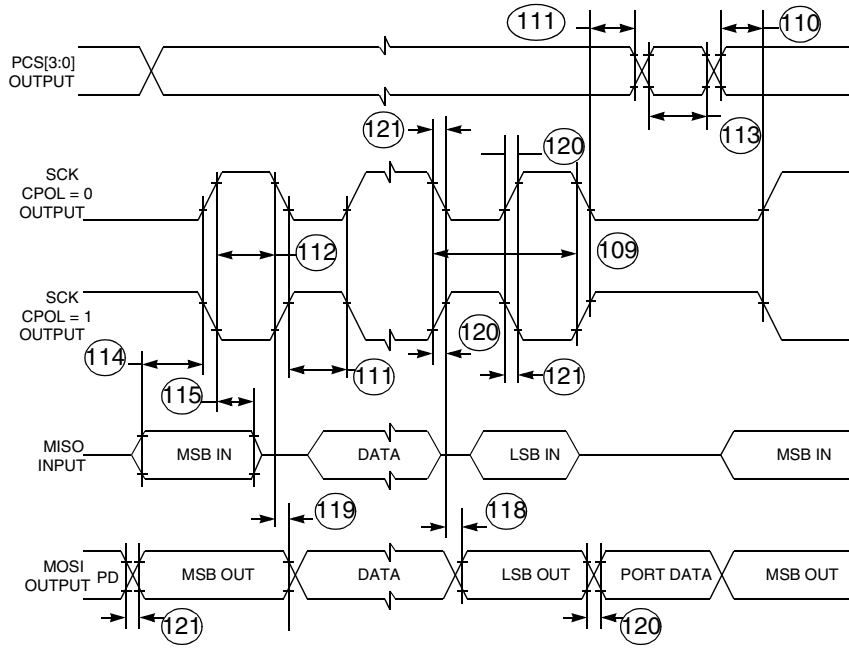 111
110
PCS[3:0]
OUTPUT
113
121
120
SCK
CPOL = 0
OUTPUT
112
109
SCK
CPOL = 1
OUTPUT
120
114
111
121
115
MISO
INPUT
MSB IN
DATA
LSB IN
MSB IN
119
118
MOSI
OUTPUT
PD
MSB OUT
DATA
LSB OUT
PORT DATA
MSB OUT
121
120